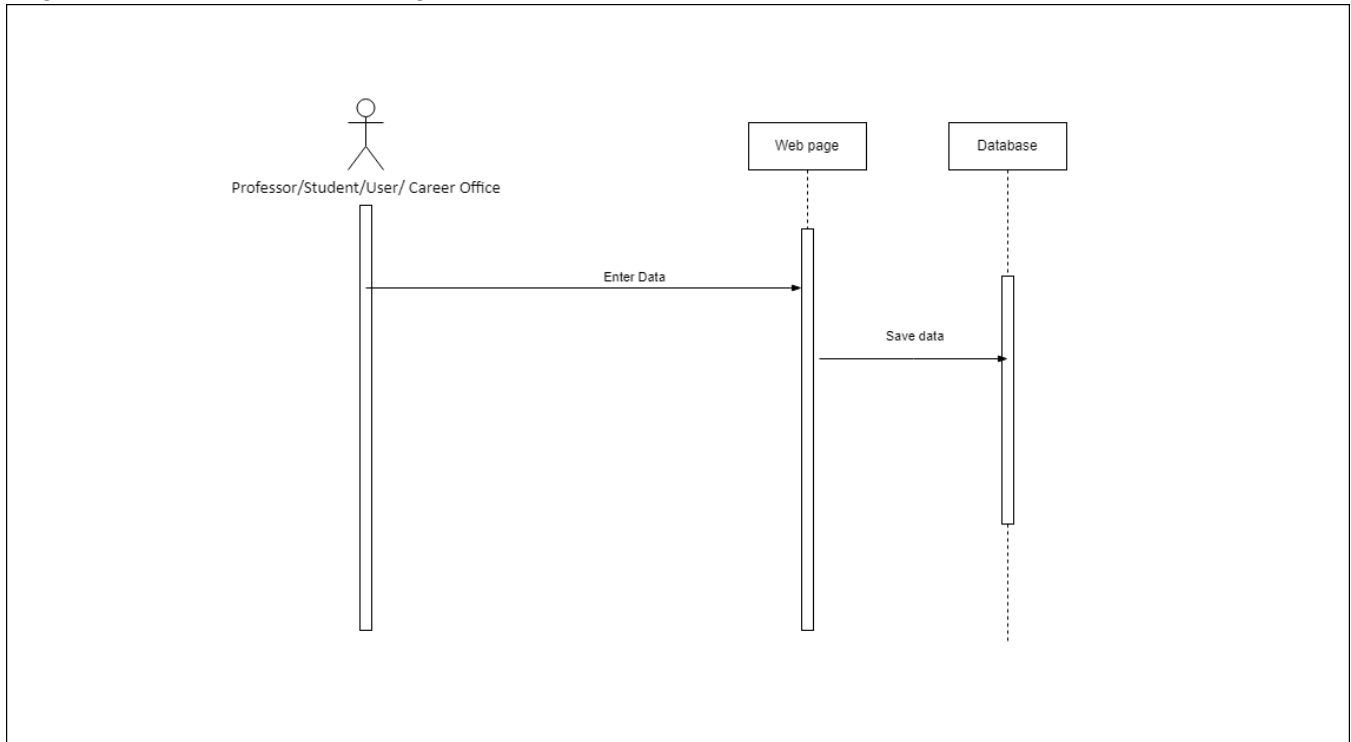 Professor/Student/User/ Career Office
Web page
Database
Enter Data
Save data